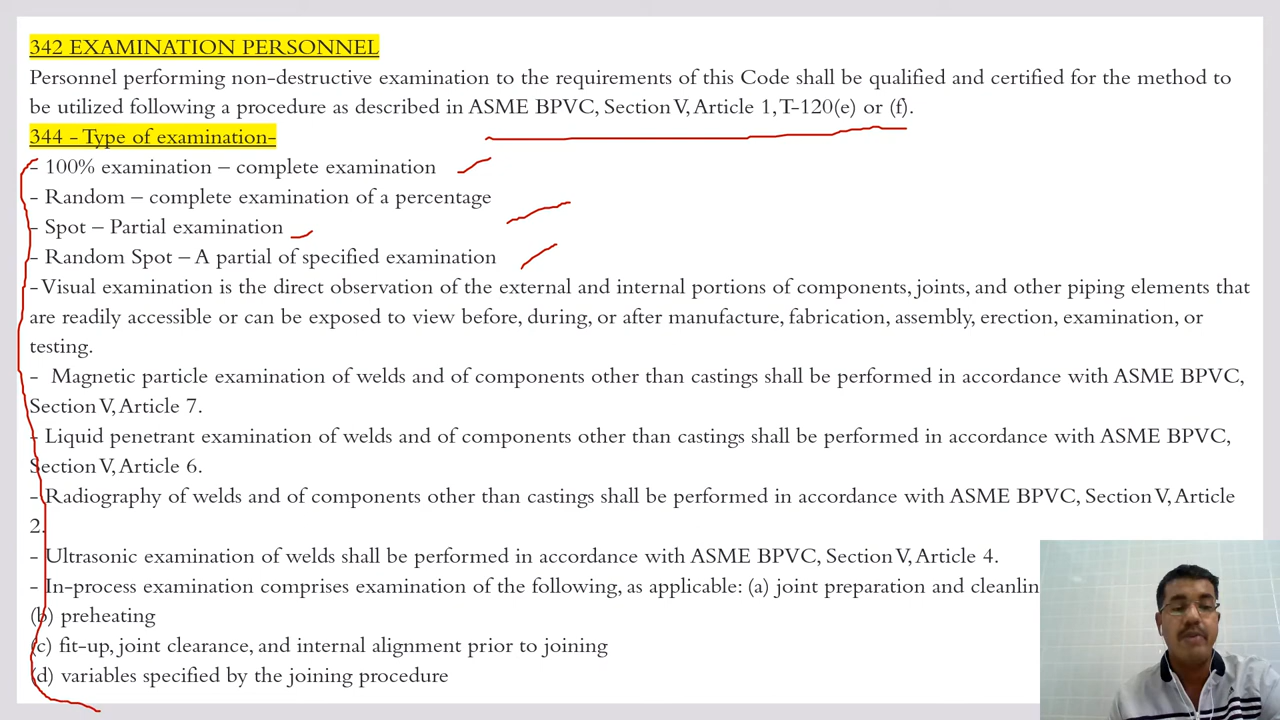 342 EXAMINATION PERSONNEL
Personnel performing non-destructive examination to the requirements of this Code shall be qualified and certified for the method to
be utilized following a procedure as described in ASME BPVC, Section V, Article 1, T-120(e) or (f).
344 - Type of examination-
- 100% examination – complete examination
- Random – complete examination of a percentage
- Spot – Partial examination
- Random Spot – A partial of specified examination
- Visual examination is the direct observation of the external and internal portions of components, joints, and other piping elements that
are readily accessible or can be exposed to view before, during, or after manufacture, fabrication, assembly, erection, examination, or
testing.
- Magnetic particle examination of welds and of components other than castings shall be performed in accordance with ASME BPVC,
Section V, Article 7.
- Liquid penetrant examination of welds and of components other than castings shall be performed in accordance with ASME BPVC,
Section V, Article 6.
- Radiography of welds and of components other than castings shall be performed in accordance with ASME BPVC, Section V, Article
2.
- Ultrasonic examination of welds shall be performed in accordance with ASME BPVC, Section V, Article 4.
- In-process examination comprises examination of the following, as applicable: (a) joint preparation and
(b) preheating
(c) fit-up, joint clearance, and internal alignment prior to joining
(d) variables specified by the joining procedure